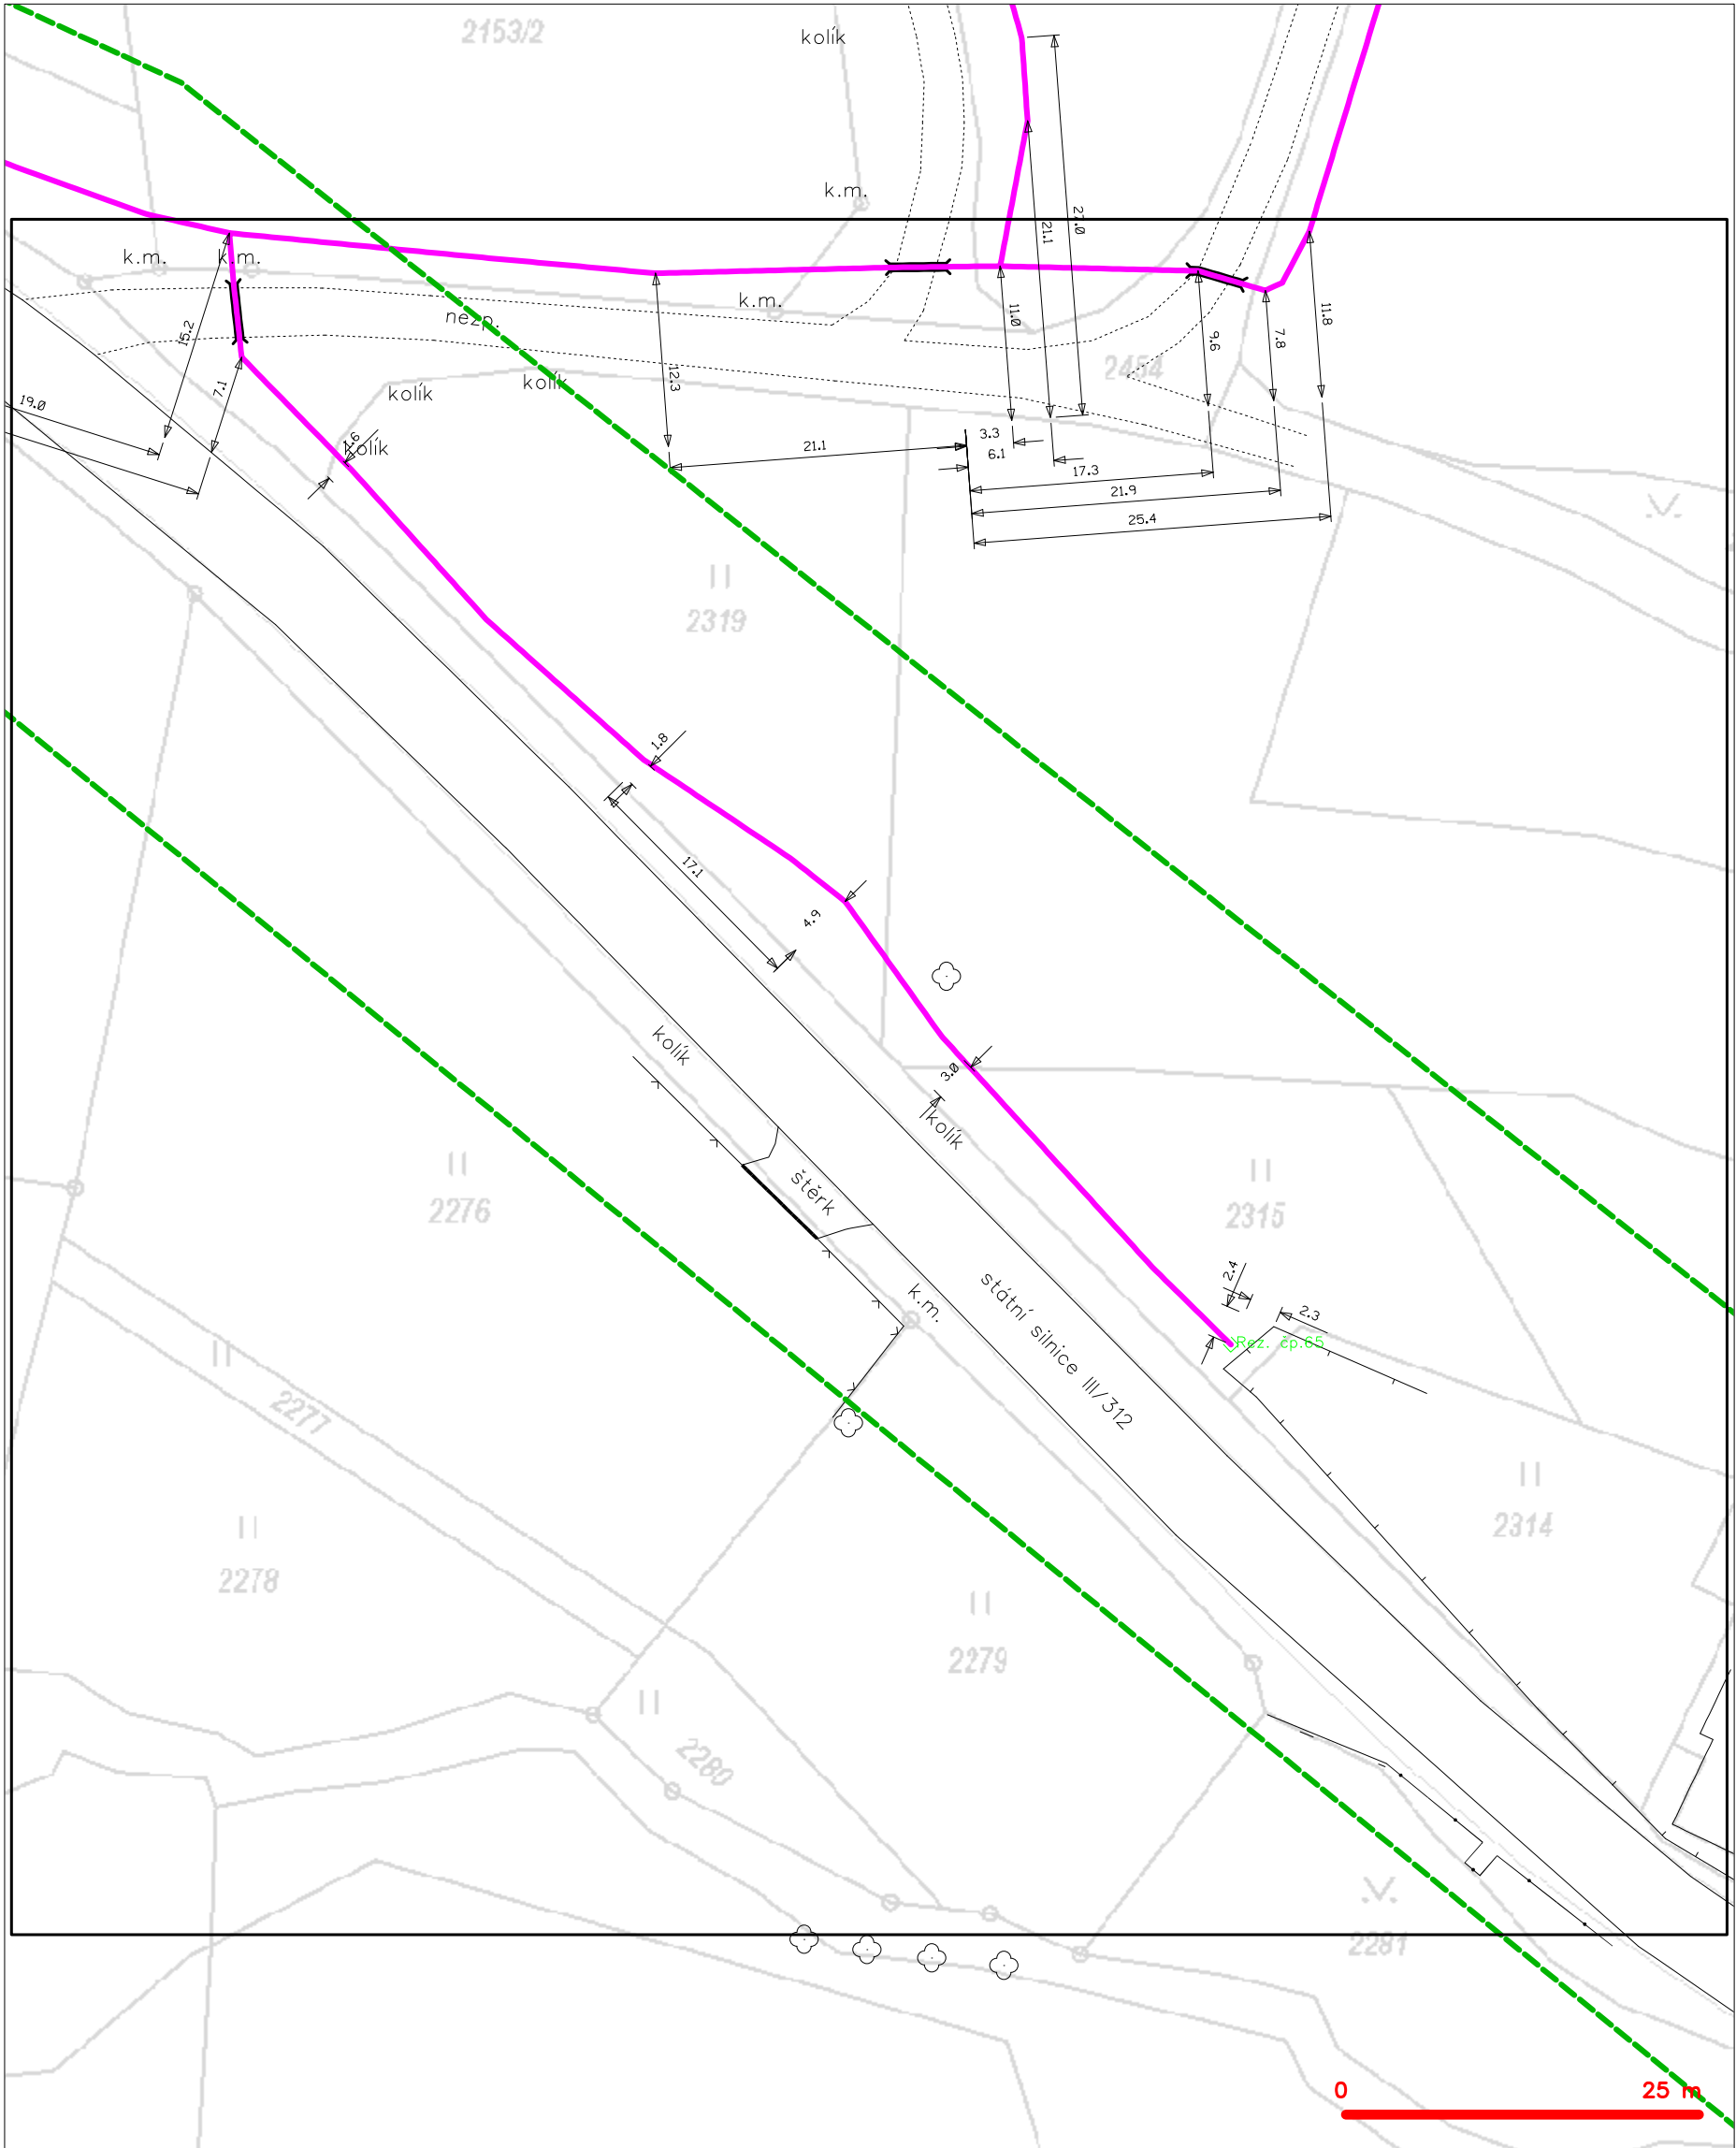 2153/2
kolík
k.m.
k.m.
k.m.
k.m.
nezp.
27.0
21.1
11.0
11.8
9.6
7.8
15.2
7.1
12.3
2454
kolík
kolík
kolík
1.6
19.0
21.1
3.3
6.1
17.3
21.9
25.4
2319
1.8
17.1
4.9
3.0
kolík
kolík
štěrk
k.m.
státní silnice III/312
2276
2315
2.4
2.3
Rez. čp.65
2277
2278
2314
2279
2280
2281
0 25 m